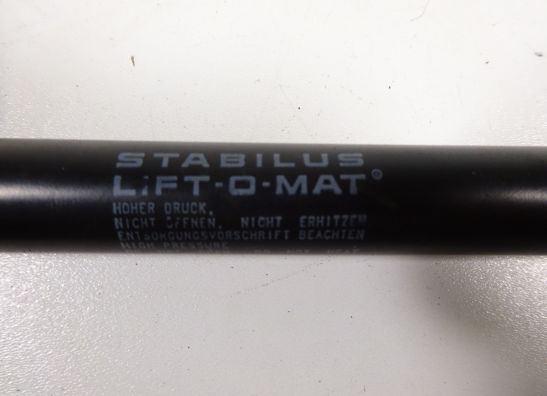 STABILUS
LIFT-O-MAT®
HOHER DRUCK,
NICHT ÖFFNEN, NICHT ERHITZEN
ENTSORGUNGSVORSCHRIFT BEACHTEN
HIGH PRESSURE